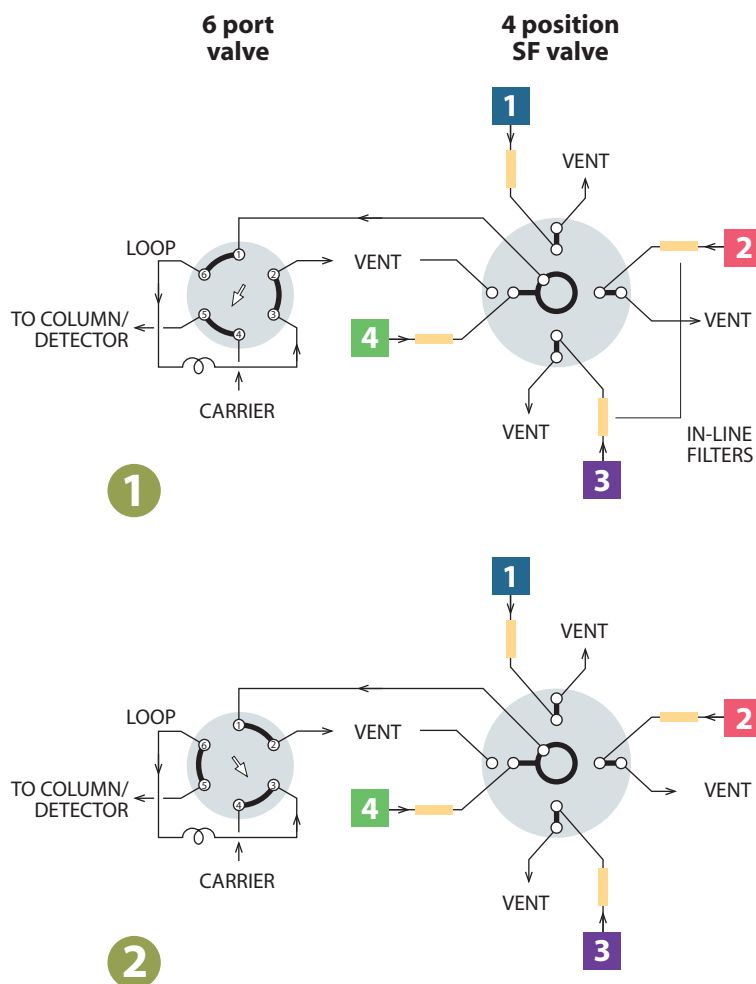 6 port
valve
4 position
SF valve
1
VENT
LOOP
1
6
2
VENT
2
TO COLUMN/
DETECTOR
5
3
4
4
VENT
CARRIER
VENT
IN-LINE
FILTERS
3
1
1
VENT
LOOP
1
6
2
VENT
2
TO COLUMN/
DETECTOR
5
3
4
4
VENT
CARRIER
VENT
3
2